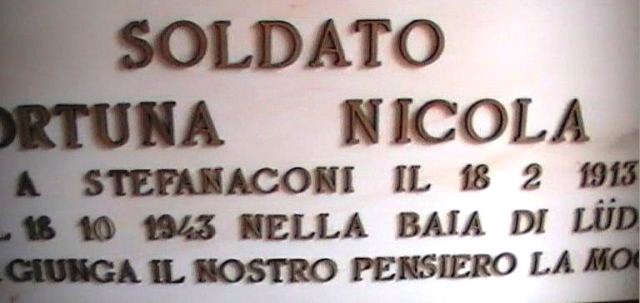 SOLDATO
ORTUNA NICOLA
A STEFANACONI IL 18 2 1913
L 18 10 1943 NELLA BAIA DI LÜD
GIUNGA IL NOSTRO PENSIERO LA MO